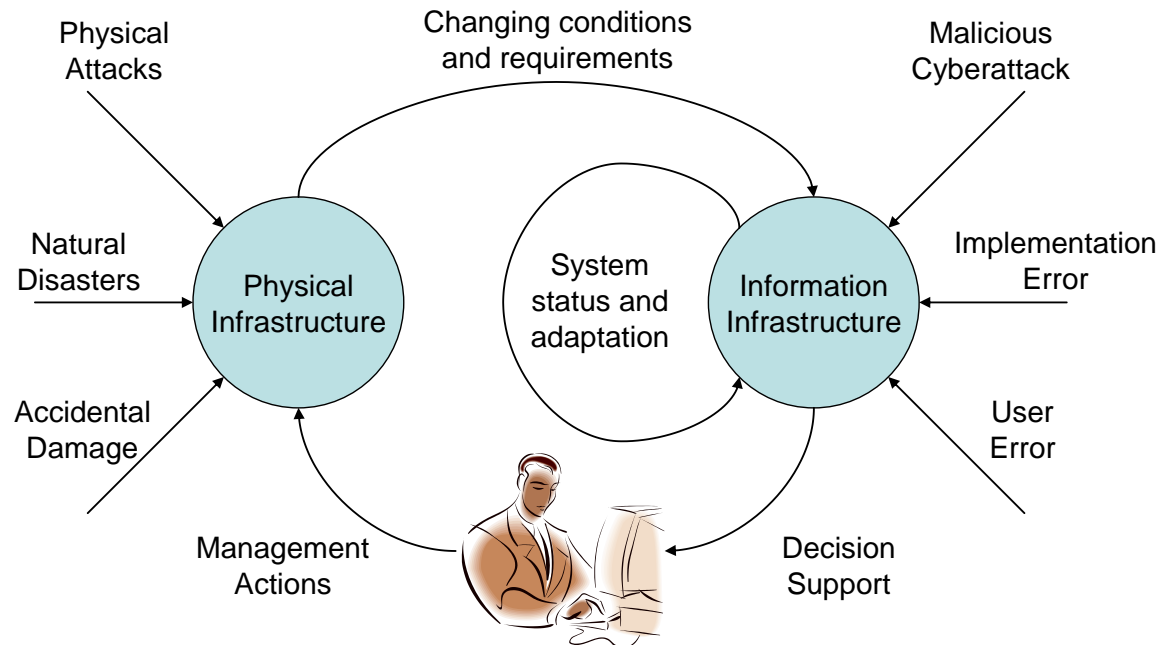 Physical
Attacks
Changing conditions
and requirements
Malicious
Cyberattack
Natural
Disasters
Physical
Infrastructure
System
status and
adaptation
Information
Infrastructure
Implementation
Error
Accidental
Damage
User
Error
Management
Actions
Decision
Support